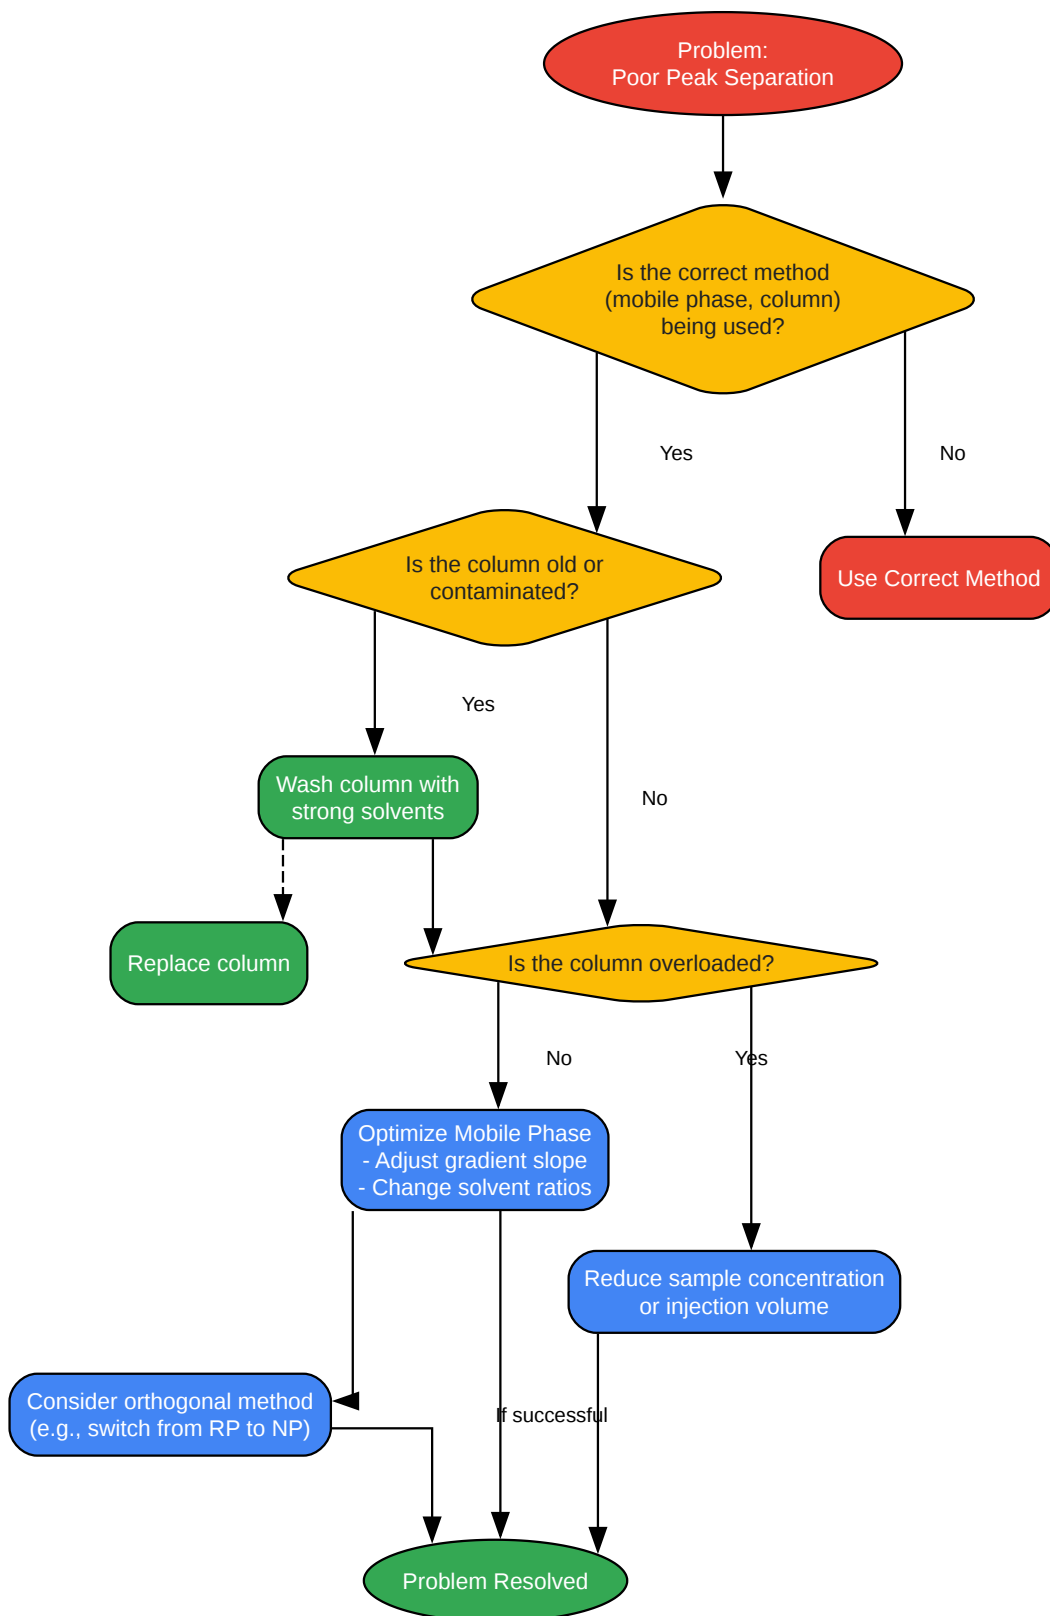 Problem:
Poor Peak Separation
Is the correct method
(mobile phase, column)
being used?
Yes
No
Is the column old or
contaminated?
Use Correct Method
Yes
Wash column with
strong solvents
No
Replace column
Is the column overloaded?
No
Yes
Optimize Mobile Phase
- Adjust gradient slope
- Change solvent ratios
Reduce sample concentration
or injection volume
Consider orthogonal method
(e.g., switch from RP to NP)
If successful
Problem Resolved